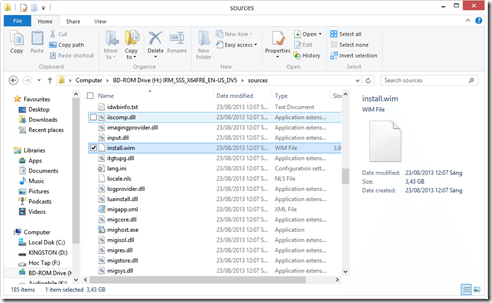 sources
File
Home
Share
View
Copy
Paste
Cut
Copy path
Paste shortcut
Clipboard
Move to
Copy to
Delete
Rename
Organise
New folder
New item
Easy access
New
Properties
Open
Edit
History
Open
Select all
Select none
Invert selection
Select
Computer
BD-ROM Drive (H:) IRM_SSS_X64FRE_EN-US_DV5
sources
Favourites
Desktop
Downloads
Recent places
Libraries
Apps
Documents
Music
Pictures
Podcasts
Videos
Computer
Local Disk (C:)
KINGSTON (D:)
Hoc Tap (F:)
BD-ROM Drive (H
Name
Date modified
Type
Size
idwbinfo.txt 23/08/2013 12:07 S... Text Document
iiscomp.dll 23/08/2013 12:07 S... Application extens...
imagingprovider.dll 23/08/2013 12:07 S... Application extens...
input.dll 23/08/2013 12:07 S... Application extens...
install.wim 23/08/2013 12:07 S... WIM File
itgtupg.dll 23/08/2013 12:07 S... Application extens...
lang.ini 23/08/2013 12:07 S... Configuration sett...
locale.nls 23/08/2013 12:07 S... NLS File
logprovider.dll 23/08/2013 12:07 S... Application extens...
luainstall.dll 23/08/2013 12:07 S... Application extens...
migapp.xml 23/08/2013 12:07 S... XML File
migcore.dll 23/08/2013 12:07 S... Application extens...
mighost.exe 23/08/2013 12:07 S... Application
migisol.dll 23/08/2013 12:07 S... Application extens...
migres.dll 23/08/2013 12:07 S... Application extens...
migstore.dll 23/08/2013 12:07 S... Application extens...
migsys.dll 23/08/2013 12:07 S... Application extens...
install.wim
WIM File
Date modified: 23/08/2013 12:07 Sáng
Size: 3,43 GB
Date created: 23/08/2013 12:07 Sáng
185 items
1 item selected 3,43 GB